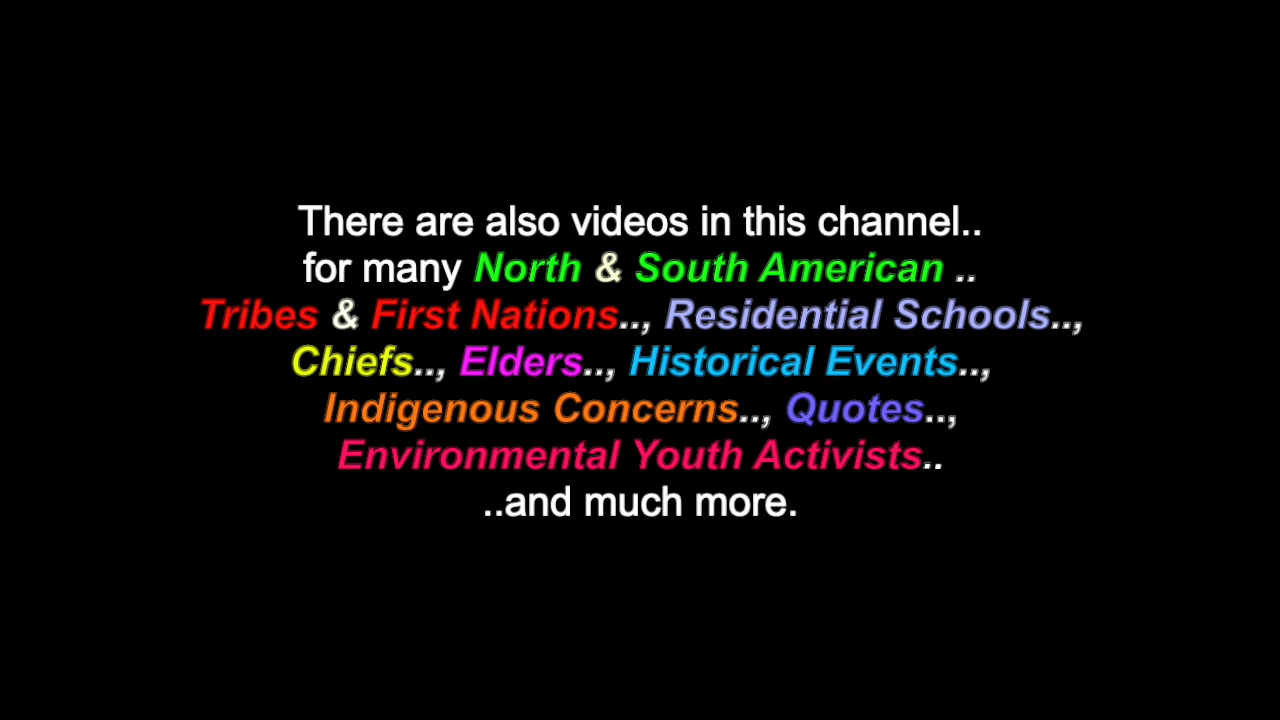 There are also videos in this channel..
for many North & South American ..
Tribes & First Nations.., Residential Schools..,
Chiefs.., Elders.., Historical Events..,
Indigenous Concerns.., Quotes..,
Environmental Youth Activists..
..and much more.